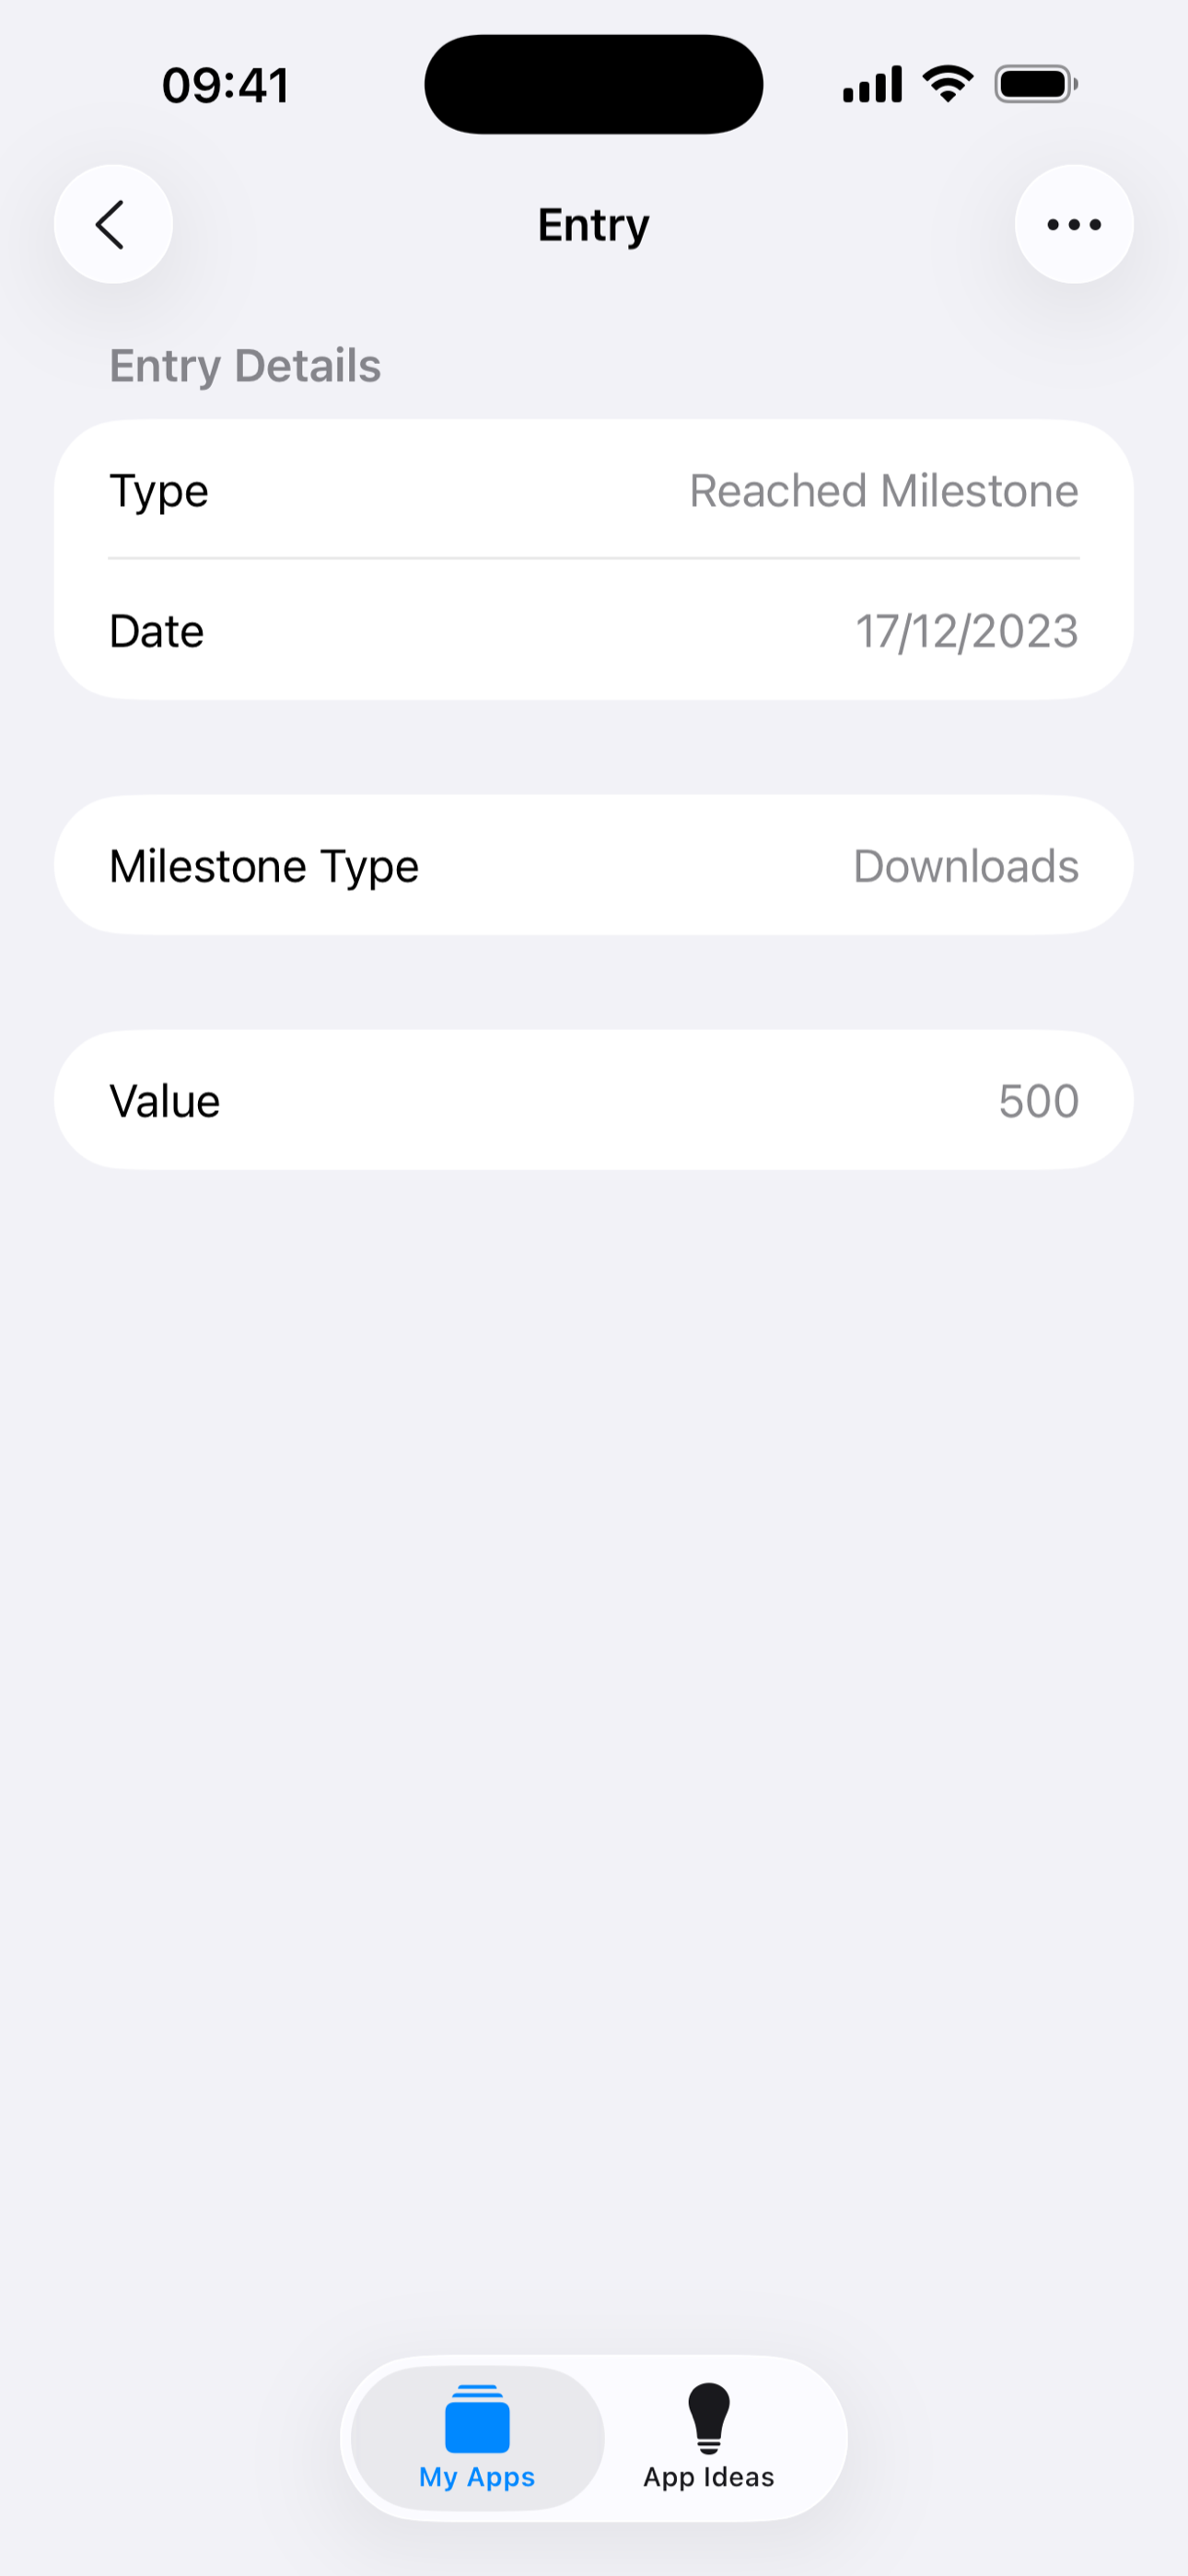 09:41
Entry
Entry Details
Type Reached Milestone
Date 17/12/2023
Milestone Type Downloads
Value 500
My Apps App Ideas